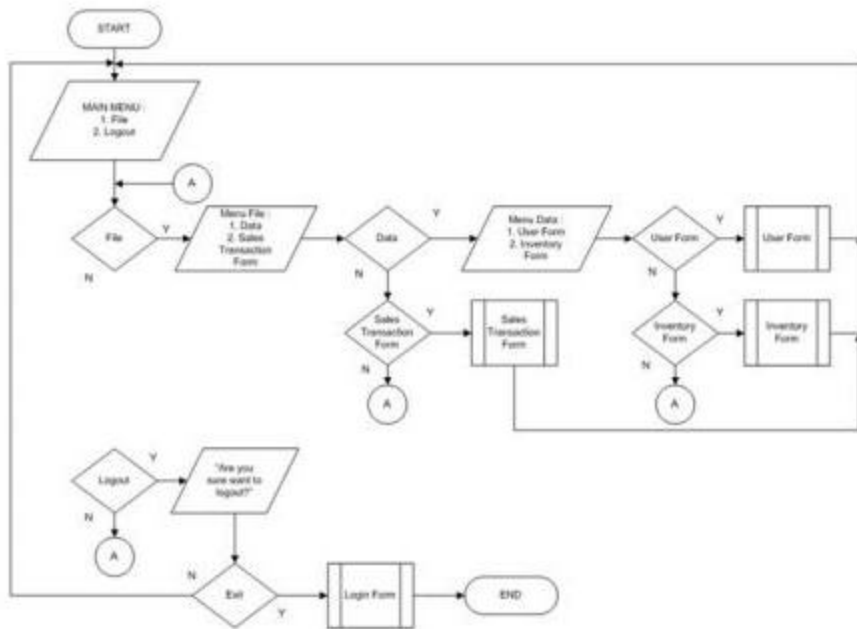 START
MAIN MENU :
1. File
2. Logout
A
File
Y
N
Menu File :
1. Data
2. Sales
Transaction
Form
Data
Y
N
Menu Data :
1. User Form
2. Inventory
Form
User Form
Y
N
User Form
Sales
Transaction
Form
Y
N
Sales
Transaction
Form
Inventory
Form
Y
N
Inventory
Form
A
A
Logout
Y
N
"Are you
sure want to
logout?"
A
Exit
N
Y
Login Form
END